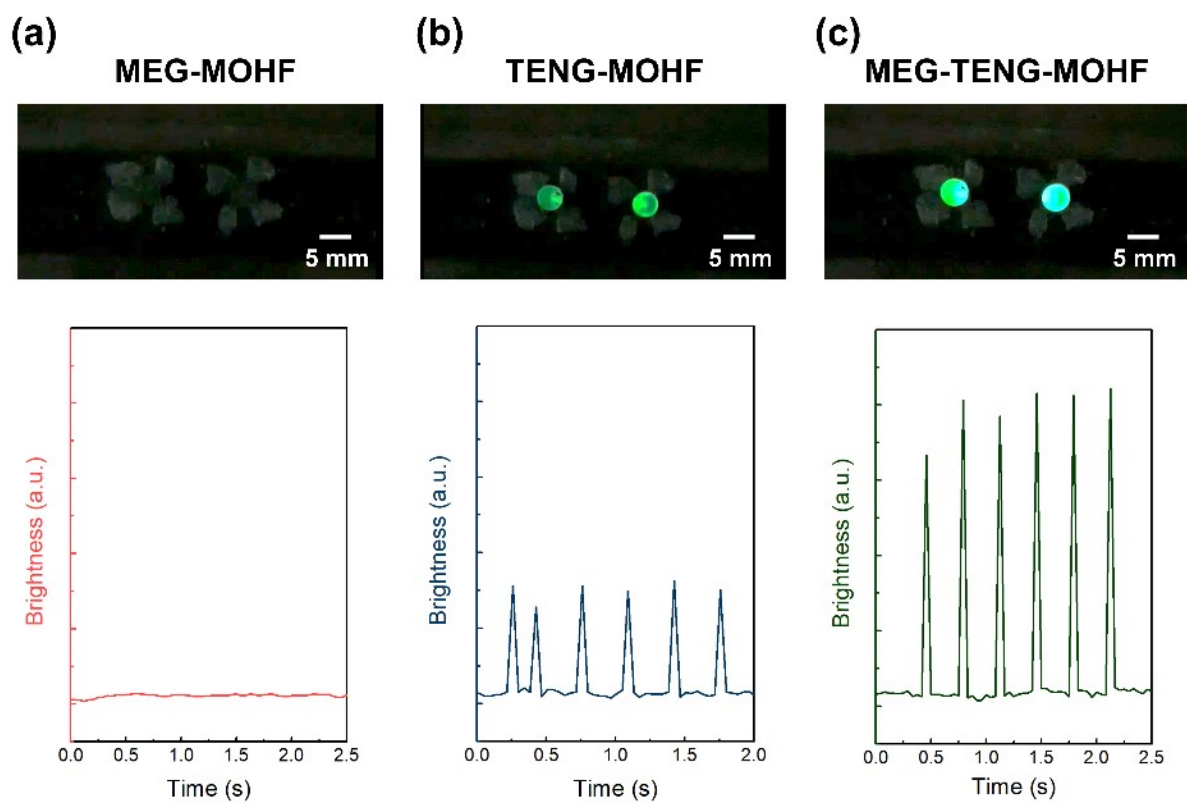 (a)
MEG-MOHF
5 mm
Brightness (a.u.)
0.0 0.5 1.0 1.5 2.0 2.5
Time (s)
(b)
TENG-MOHF
5 mm
Brightness (a.u.)
0.0 0.5 1.0 1.5 2.0
Time (s)
(c)
MEG-TENG-MOHF
5 mm
Brightness (a.u.)
0.0 0.5 1.0 1.5 2.0 2.5
Time (s)